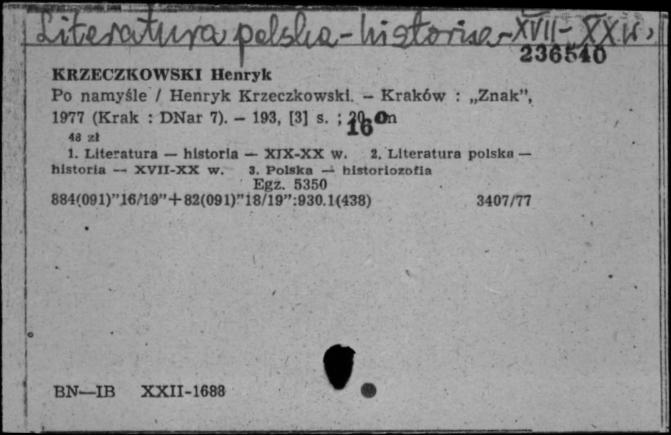 Literatura polska - historia - XVII-XX w.
236540
KRZECZKOWSKI Henryk
Po namyśle / Henryk Krzeczkowski. – Kraków : „Znak”,
1977 (Krak : DNar 7). – 193, [3] s. ; 20 cm
16
48 zł
1. Literatura — historia — XIX-XX w. 2. Literatura polska —
historia — XVII-XX w. 3. Polska — historiozofia
Egz. 5350
884(091)”16/19”+82(091)”18/19”:930.1(438) 3407/77
BN—IB XXII-1688